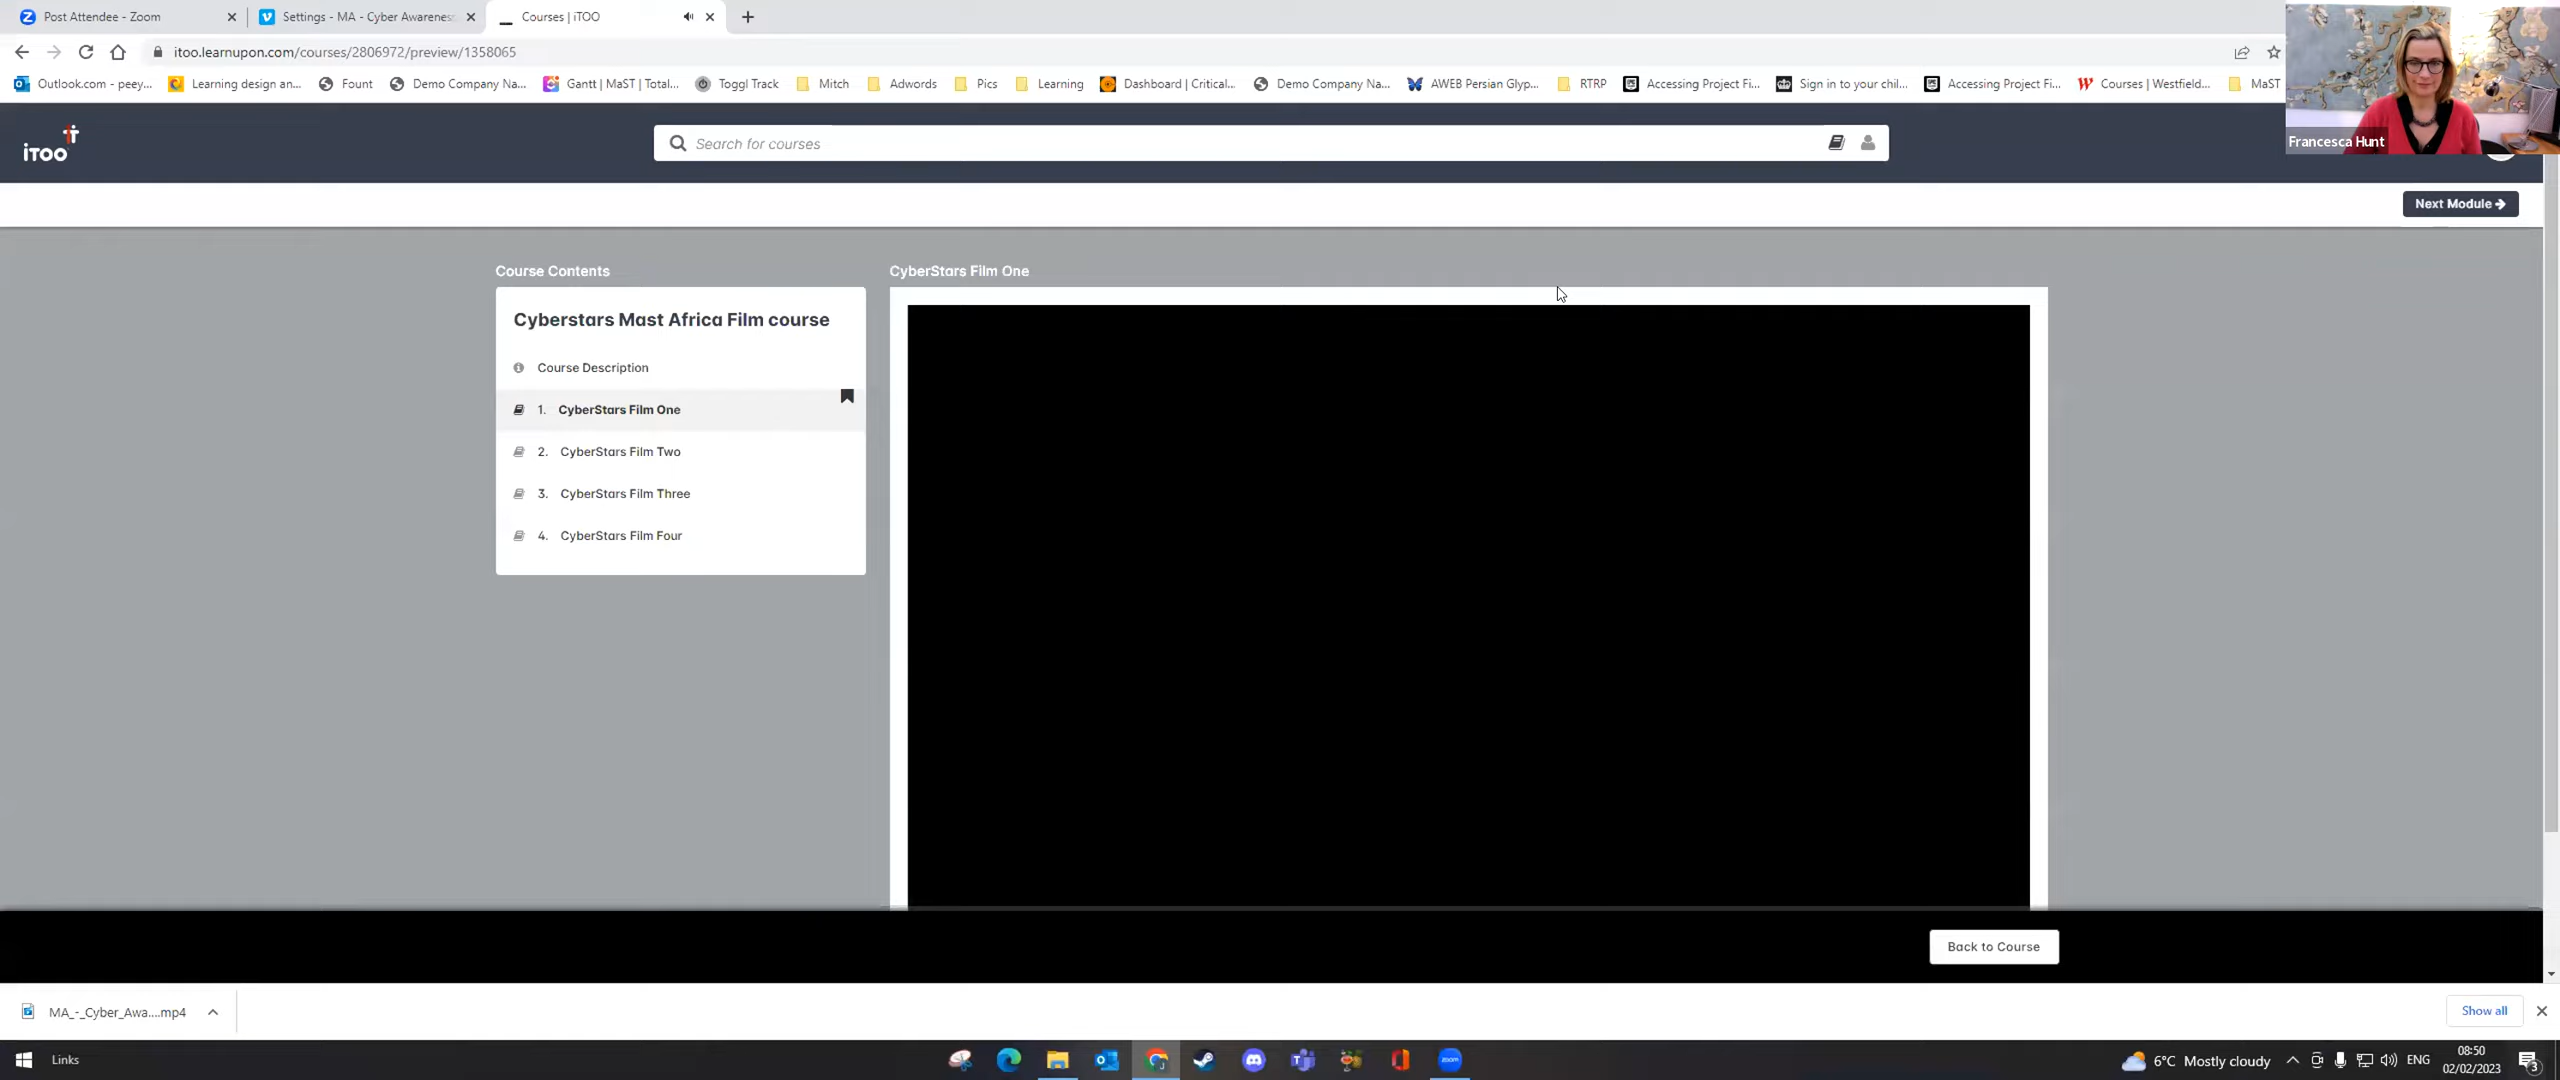 Post Attendee - Zoom
Settings - MA - Cyber Awareness
Courses | iTOO
itoo.learnupon.com/courses/2806972/preview/1358065
Outlook.com - peey...
Learning design an...
Fount
Demo Company Na...
Gantt | MaST | Total...
Toggl Track
Mitch
Adwords
Pics
Learning
Dashboard | Critical...
Demo Company Na...
AWEB Persian Glyp...
RTRP
Accessing Project Fi...
Sign in to your chil...
Accessing Project Fi...
Courses | Westfield...
MaST
Francesca Hunt
iTOO
Search for courses
Next Module
Course Contents
CyberStars Film One
Cyberstars Mast Africa Film course
Course Description
1. CyberStars Film One
2. CyberStars Film Two
3. CyberStars Film Three
4. CyberStars Film Four
Back to Course
MA_-_Cyber_Awa....mp4
Show all
Links
zoom
6°C Mostly cloudy
ENG
08:50
02/02/2023
3